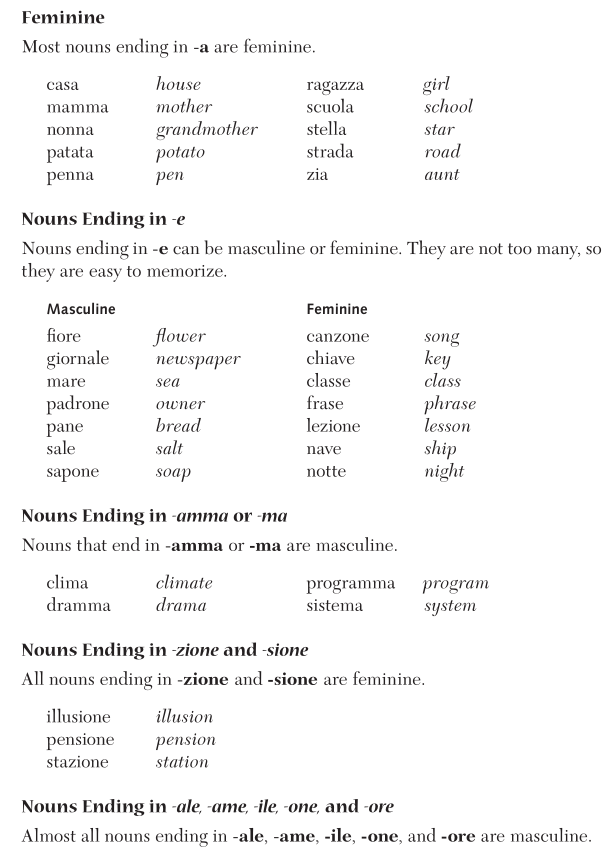 Feminine
Most nouns ending in -a are feminine.
casa house ragazza girl
mamma mother scuola school
nonna grandmother stella star
patata potato strada road
penna pen zia aunt
Nouns Ending in -e
Nouns ending in -e can be masculine or feminine. They are not too many, so
they are easy to memorize.
Masculine Feminine
fiore flower canzone song
giornale newspaper chiave key
mare sea classe class
padrone owner frase phrase
pane bread lezione lesson
sale salt nave ship
sapone soap notte night
Nouns Ending in -amma or -ma
Nouns that end in -amma or -ma are masculine.
clima climate programma program
dramma drama sistema system
Nouns Ending in -zione and -sione
All nouns ending in -zione and -sione are feminine.
illusione illusion
pensione pension
stazione station
Nouns Ending in -ale, -ame, -ile, -one, and -ore
Almost all nouns ending in -ale, -ame, -ile, -one, and -ore are masculine.